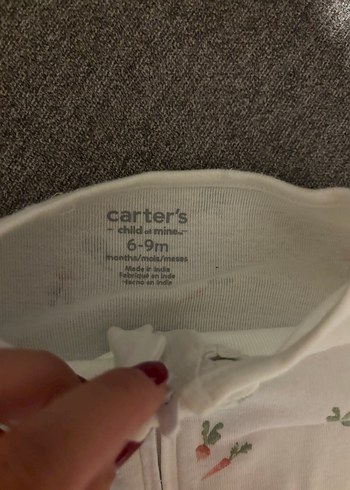 carter's
- child of mine -
6-9m
months/mois/meses
Made in India
Fabriqué en Inde
Hecho en India